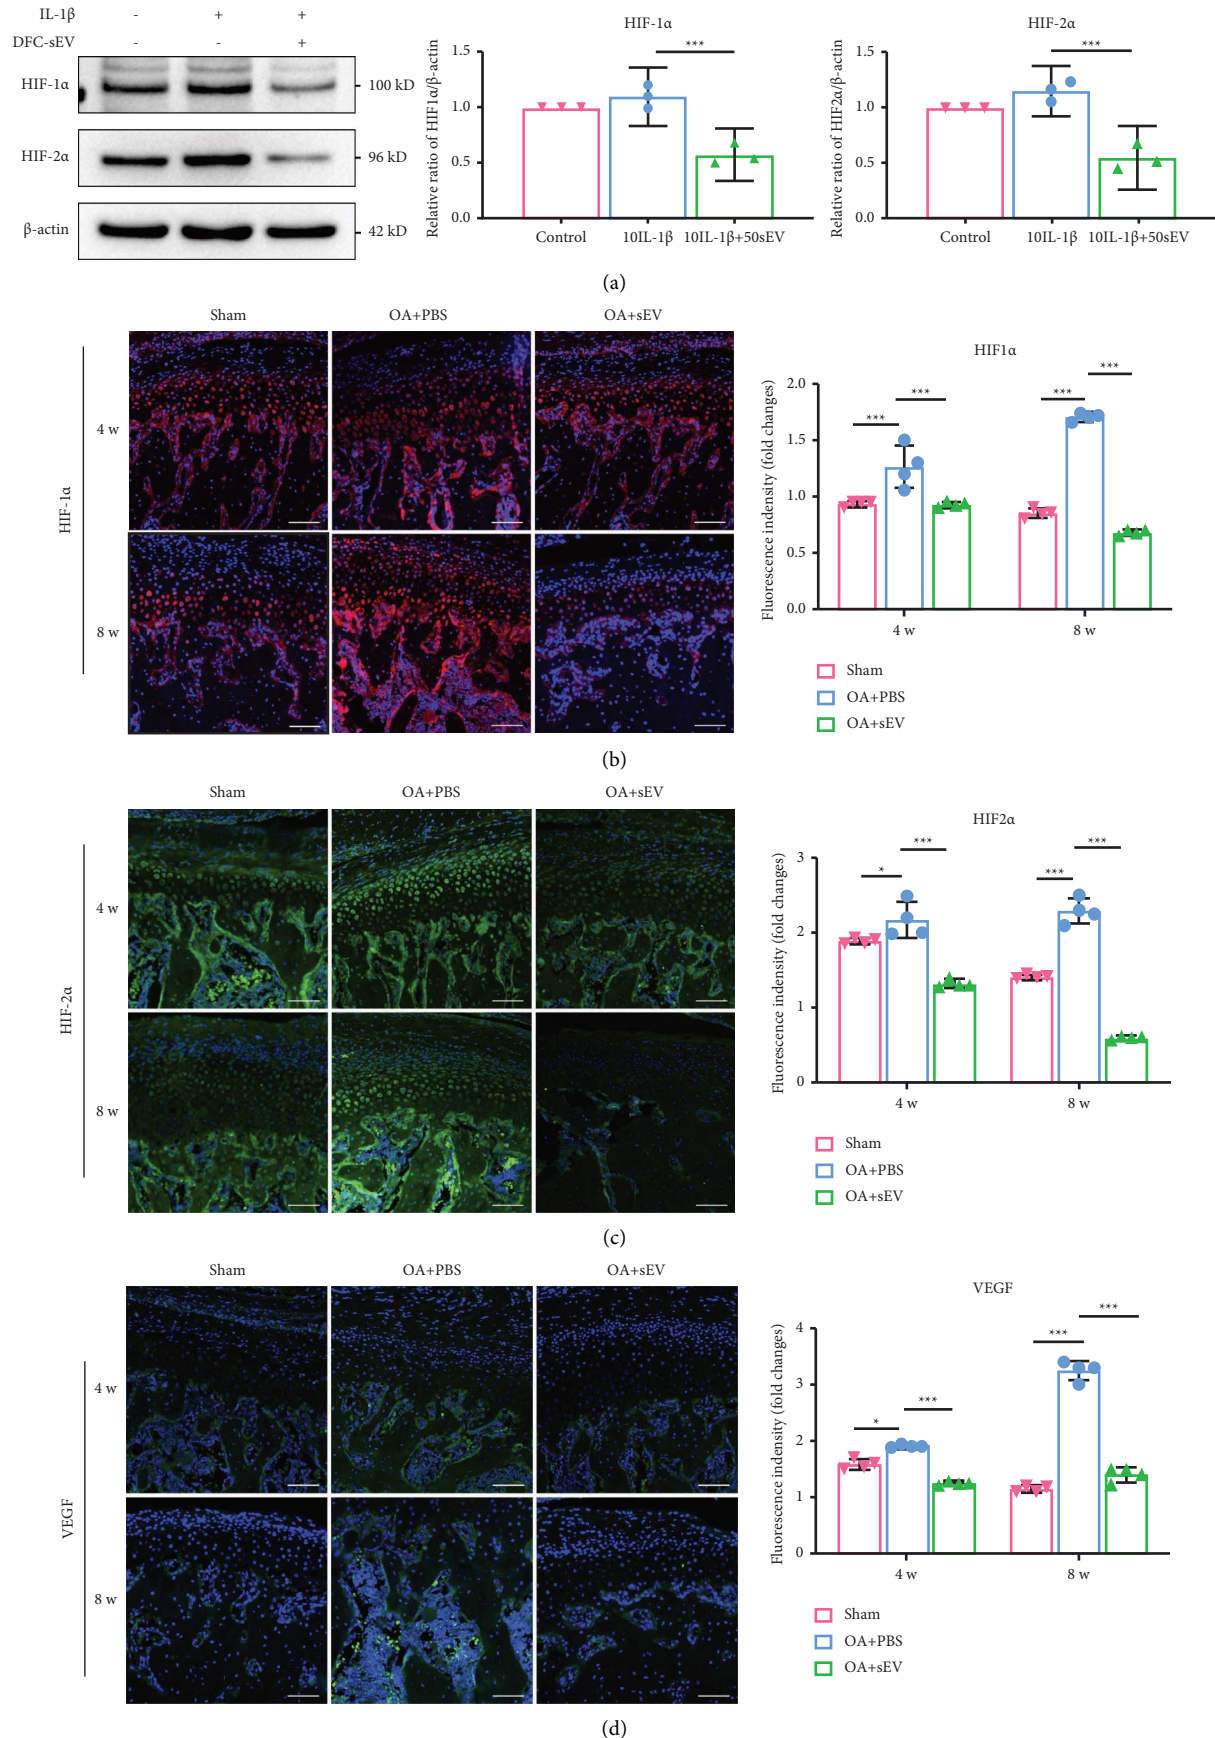 IL-1β - + +
DFC-sEV - - +
HIF-1α 100 kD
HIF-2α 96 kD
β-actin 42 kD
HIF-1α
***
Relative ratio of HIF1α/β-actin
1.5
1.0
0.5
0.0
Control 10IL-1β 10IL-1β+50sEV
HIF-2α
***
Relative ratio of HIF2α/β-actin
1.5
1.0
0.5
0.0
Control 10IL-1β 10IL-1β+50sEV
(a)
Sham OA+PBS OA+sEV
HIF-1α
4 w
8 w
HIF1α
*** *** *** ***
Fluorescence indensity (fold changes)
2.0
1.5
1.0
0.5
0.0
4 w 8 w
Sham
OA+PBS
OA+sEV
(b)
Sham OA+PBS OA+sEV
HIF-2α
4 w
8 w
HIF2α
* *** *** ***
Fluorescence indensity (fold changes)
3
2
1
0
4 w 8 w
Sham
OA+PBS
OA+sEV
(c)
Sham OA+PBS OA+sEV
VEGF
4 w
8 w
VEGF
* *** *** ***
Fluorescence indensity (fold changes)
4
3
2
1
0
4 w 8 w
Sham
OA+PBS
OA+sEV
(d)